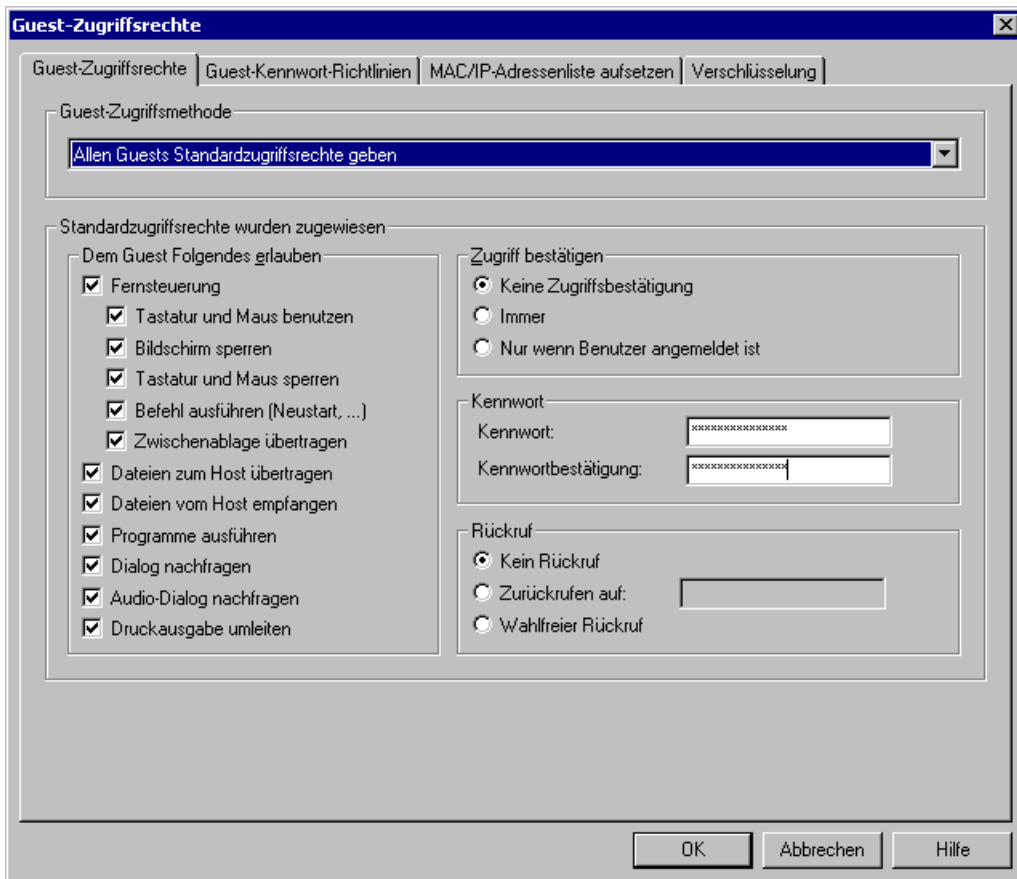 Guest-Zugriffsrechte
Guest-Zugriffsrechte
Guest-Kennwort-Richtlinien
MAC/IP-Adressenliste aufsetzen
Verschlüsselung
Guest-Zugriffsmethode
Allen Guests Standardzugriffsrechte geben
Standardzugriffsrechte wurden zugewiesen
Dem Guest Folgendes erlauben
Fernsteuerung
Tastatur und Maus benutzen
Bildschirm sperren
Tastatur und Maus sperren
Befehl ausführen (Neustart, ...)
Zwischenablage übertragen
Dateien zum Host übertragen
Dateien vom Host empfangen
Programme ausführen
Dialog nachfragen
Audio-Dialog nachfragen
Druckausgabe umleiten
Zugriff bestätigen
Keine Zugriffsbestätigung
Immer
Nur wenn Benutzer angemeldet ist
Kennwort
Kennwort: ***************
Kennwortbestätigung: ***************
Rückruf
Kein Rückruf
Zurückrufen auf:
Wahlfreier Rückruf
OK
Abbrechen
Hilfe